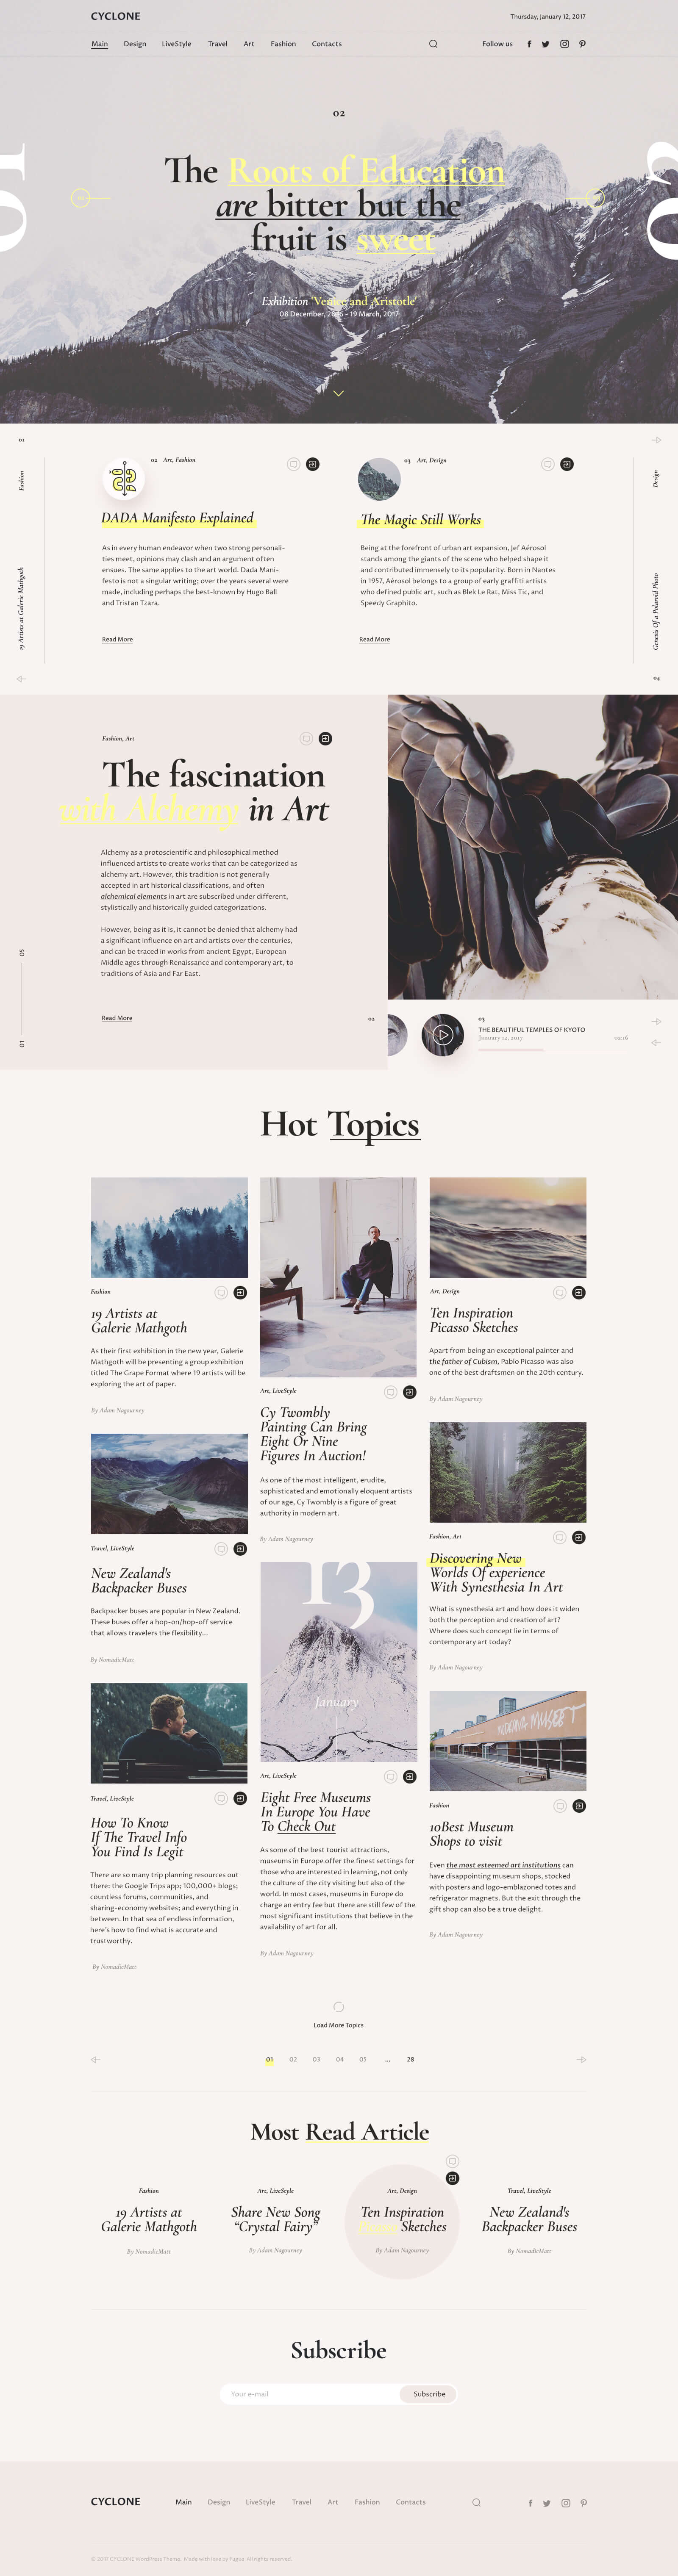 CYCLONE
Thursday, January 12, 2017
Main Design LiveStyle Travel Art Fashion Contacts
Follow us
02
01
The Roots of Education
are bitter but the
fruit is sweet
Exhibition 'Venice and Aristotle'
08 December, 2016 - 19 March, 2017
01
Fashion
19 Artists at Galerie Mathgoth
02 Art, Fashion
DADA Manifesto Explained
As in every human endeavor when two strong personali-
ties meet, opinions may clash and an argument often
ensues. The same applies to the art world. Dada Mani-
festo is not a singular writing; over the years several were
made, including perhaps the best-known by Hugo Ball
and Tristan Tzara.
Read More
03 Art, Design
The Magic Still Works
Being at the forefront of urban art expansion, Jef Aérosol
stands among the giants of the scene who helped shape it
and contributed immensely to its popularity. Born in Nantes
in 1957, Aérosol belongs to a group of early graffiti artists
who defined public art, such as Blek Le Rat, Miss Tic, and
Speedy Graphito.
Read More
Design
Genesis Of a Polaroid Photo
04
Fashion, Art
The fascination
with Alchemy in Art
Alchemy as a protoscientific and philosophical method
influenced artists to create works that can be categorized as
alchemy art. However, this tradition is not generally
accepted in art historical classifications, and often
alchemical elements in art are subscribed under different,
stylistically and historically guided categorizations.
However, being as it is, it cannot be denied that alchemy had
a significant influence on art and artists over the centuries,
and can be traced in works from ancient Egypt, European
Middle ages through Renaissance and contemporary art, to
traditions of Asia and Far East.
Read More
05
01
02
03
THE BEAUTIFUL TEMPLES OF KYOTO
January 12, 2017
02:16
Hot Topics
Fashion
19 Artists at
Galerie Mathgoth
As their first exhibition in the new year, Galerie
Mathgoth will be presenting a group exhibition
titled The Grape Format where 19 artists will be
exploring the art of paper.
By Adam Nagourney
Travel, LiveStyle
New Zealand's
Backpacker Buses
Backpacker buses are popular in New Zealand.
These buses offer a hop-on/hop-off service
that allows travelers the flexibility...
By NomadicMatt
Travel, LiveStyle
How To Know
If The Travel Info
You Find Is Legit
There are so many trip planning resources out
there: the Google Trips app; 100,000+ blogs;
countless forums, communities, and
sharing-economy websites; and everything in
between. In that sea of endless information,
here's how to find what is accurate and
trustworthy.
By NomadicMatt
Art, LiveStyle
Cy Twombly
Painting Can Bring
Eight Or Nine
Figures In Auction!
As one of the most intelligent, erudite,
sophisticated and emotionally eloquent artists
of our age, Cy Twombly is a figure of great
authority in modern art.
By Adam Nagourney
13
January
Art, LiveStyle
Eight Free Museums
In Europe You Have
To Check Out
As some of the best tourist attractions,
museums in Europe offer the finest settings for
those who are interested in learning, not only
the culture of the city visiting but also of the
world. In most cases, museums in Europe do
charge an entry fee but there are still few of the
most significant institutions that believe in the
availability of art for all.
By Adam Nagourney
Art, Design
Ten Inspiration
Picasso Sketches
Apart from being an exceptional painter and
the father of Cubism, Pablo Picasso was also
one of the best draftsmen on the 20th century.
By Adam Nagourney
Fashion, Art
Discovering New
Worlds Of experience
With Synesthesia In Art
What is synesthesia art and how does it widen
both the perception and creation of art?
Where does such concept lie in terms of
contemporary art today?
By Adam Nagourney
Fashion
10Best Museum
Shops to visit
Even the most esteemed art institutions can
have disappointing museum shops, stocked
with posters and logo-emblazoned totes and
refrigerator magnets. But the exit through the
gift shop can also be a true delight.
By Adam Nagourney
Load More Topics
01 02 03 04 05 ... 28
Most Read Article
Fashion
19 Artists at
Galerie Mathgoth
By NomadicMatt
Art, LiveStyle
Share New Song
“Crystal Fairy”
By Adam Nagourney
Art, Design
Ten Inspiration
Picasso Sketches
By Adam Nagourney
Travel, LiveStyle
New Zealand's
Backpacker Buses
By NomadicMatt
Subscribe
Your e-mail
Subscribe
CYCLONE
Main Design LiveStyle Travel Art Fashion Contacts
© 2017 CYCLONE WordPress Theme. Made with love by Fogue. All rights reserved.